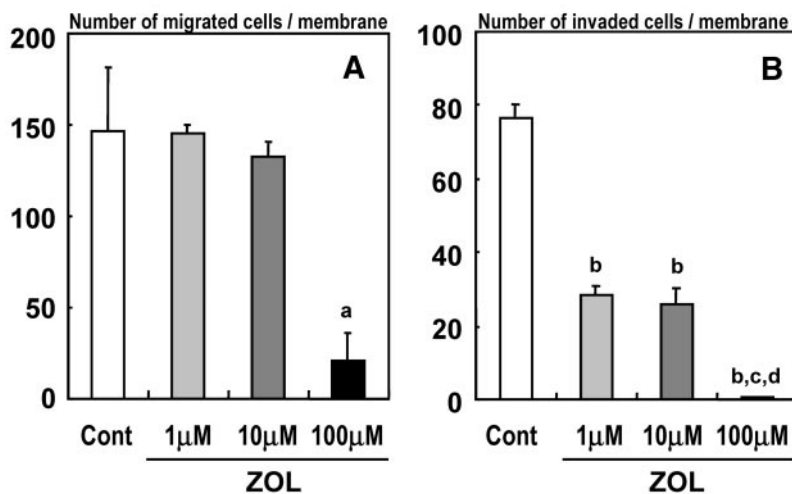 Number of migrated cells / membrane
A
200
150
100
50
0
a
Cont 1μM 10μM 100μM
ZOL
Number of invaded cells / membrane
B
100
80
60
40
20
0
b b
b,c,d
Cont 1μM 10μM 100μM
ZOL